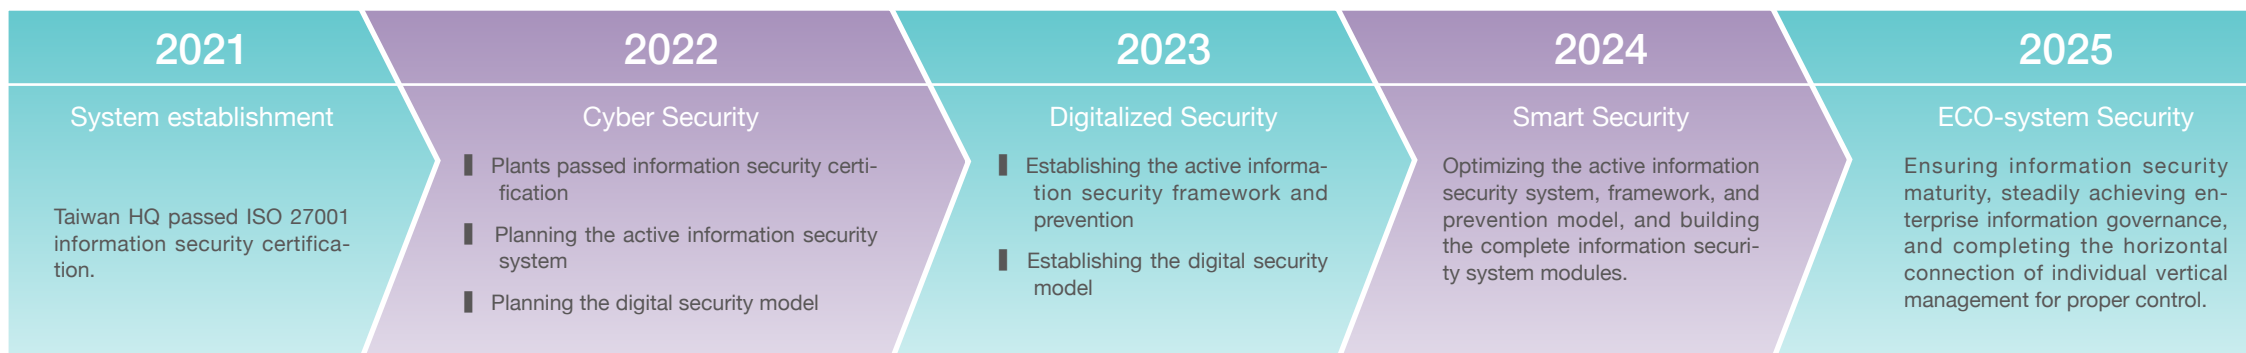 2021
System establishment
Taiwan HQ passed ISO 27001
information security certifica-
tion.
2022
Cyber Security
Plants passed information security certi-
fication
Planning the active information security
system
Planning the digital security model
2023
Digitalized Security
Establishing the active informa-
tion security framework and
prevention
Establishing the digital security
model
2024
Smart Security
Optimizing the active information
security system, framework, and
prevention model, and building
the complete information securi-
ty system modules.
2025
ECO-system Security
Ensuring information security
maturity, steadily achieving en-
terprise information governance,
and completing the horizontal
connection of individual vertical
management for proper control.